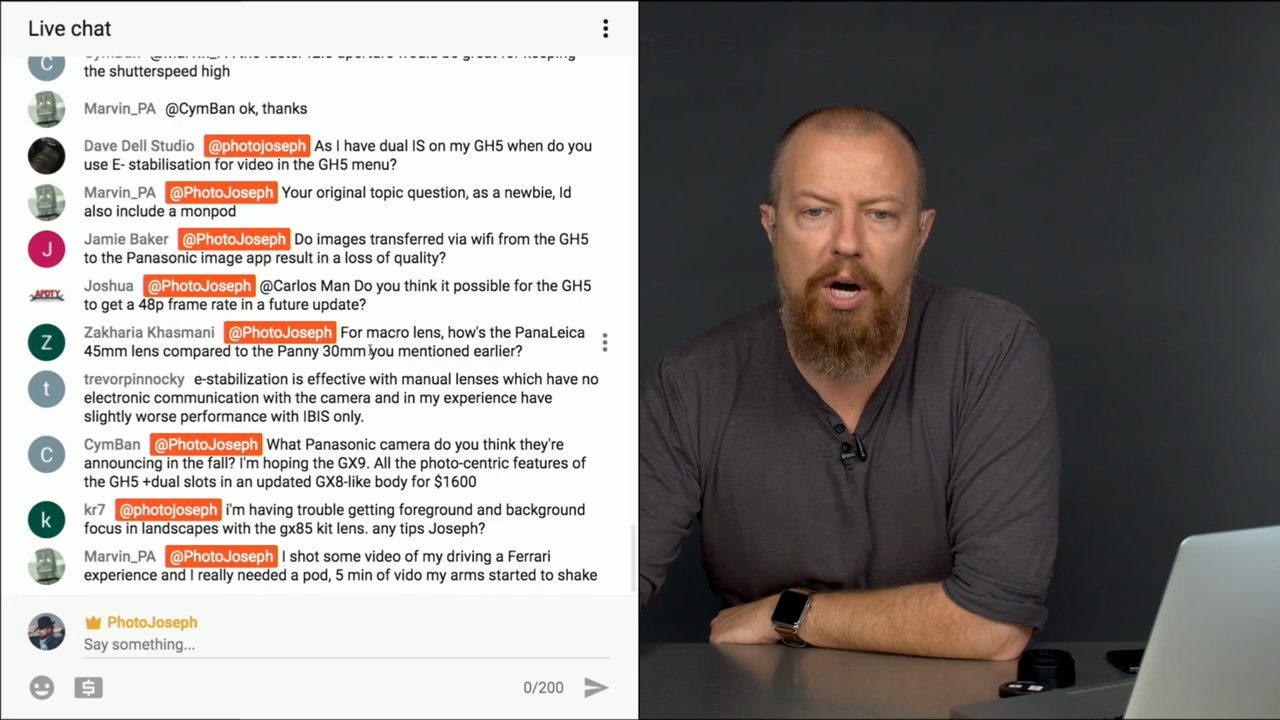 Live chat
the shutterspeed high
Marvin_PA @CymBan ok, thanks
Dave Dell Studio @photojoseph As I have dual IS on my GH5 when do you
use E- stabilisation for video in the GH5 menu?
Marvin_PA @PhotoJoseph Your original topic question, as a newbie, Id
also include a monpod
J
Jamie Baker @PhotoJoseph Do images transferred via wifi from the GH5
to the Panasonic image app result in a loss of quality?
Joshua @PhotoJoseph @Carlos Man Do you think it possible for the GH5
to get a 48p frame rate in a future update?
Z
Zakharia Khasmani @PhotoJoseph For macro lens, how's the PanaLeica
45mm lens compared to the Panny 30mm you mentioned earlier?
t
trevorpinnocky e-stabilization is effective with manual lenses which have no
electronic communication with the camera and in my experience have
slightly worse performance with IBIS only.
C
CymBan @PhotoJoseph What Panasonic camera do you think they're
announcing in the fall? I'm hoping the GX9. All the photo-centric features of
the GH5 +dual slots in an updated GX8-like body for $1600
k
kr7 @photojoseph i'm having trouble getting foreground and background
focus in landscapes with the gx85 kit lens. any tips Joseph?
Marvin_PA @PhotoJoseph I shot some video of my driving a Ferrari
experience and I really needed a pod, 5 min of vido my arms started to shake
PhotoJoseph
Say something...
0/200